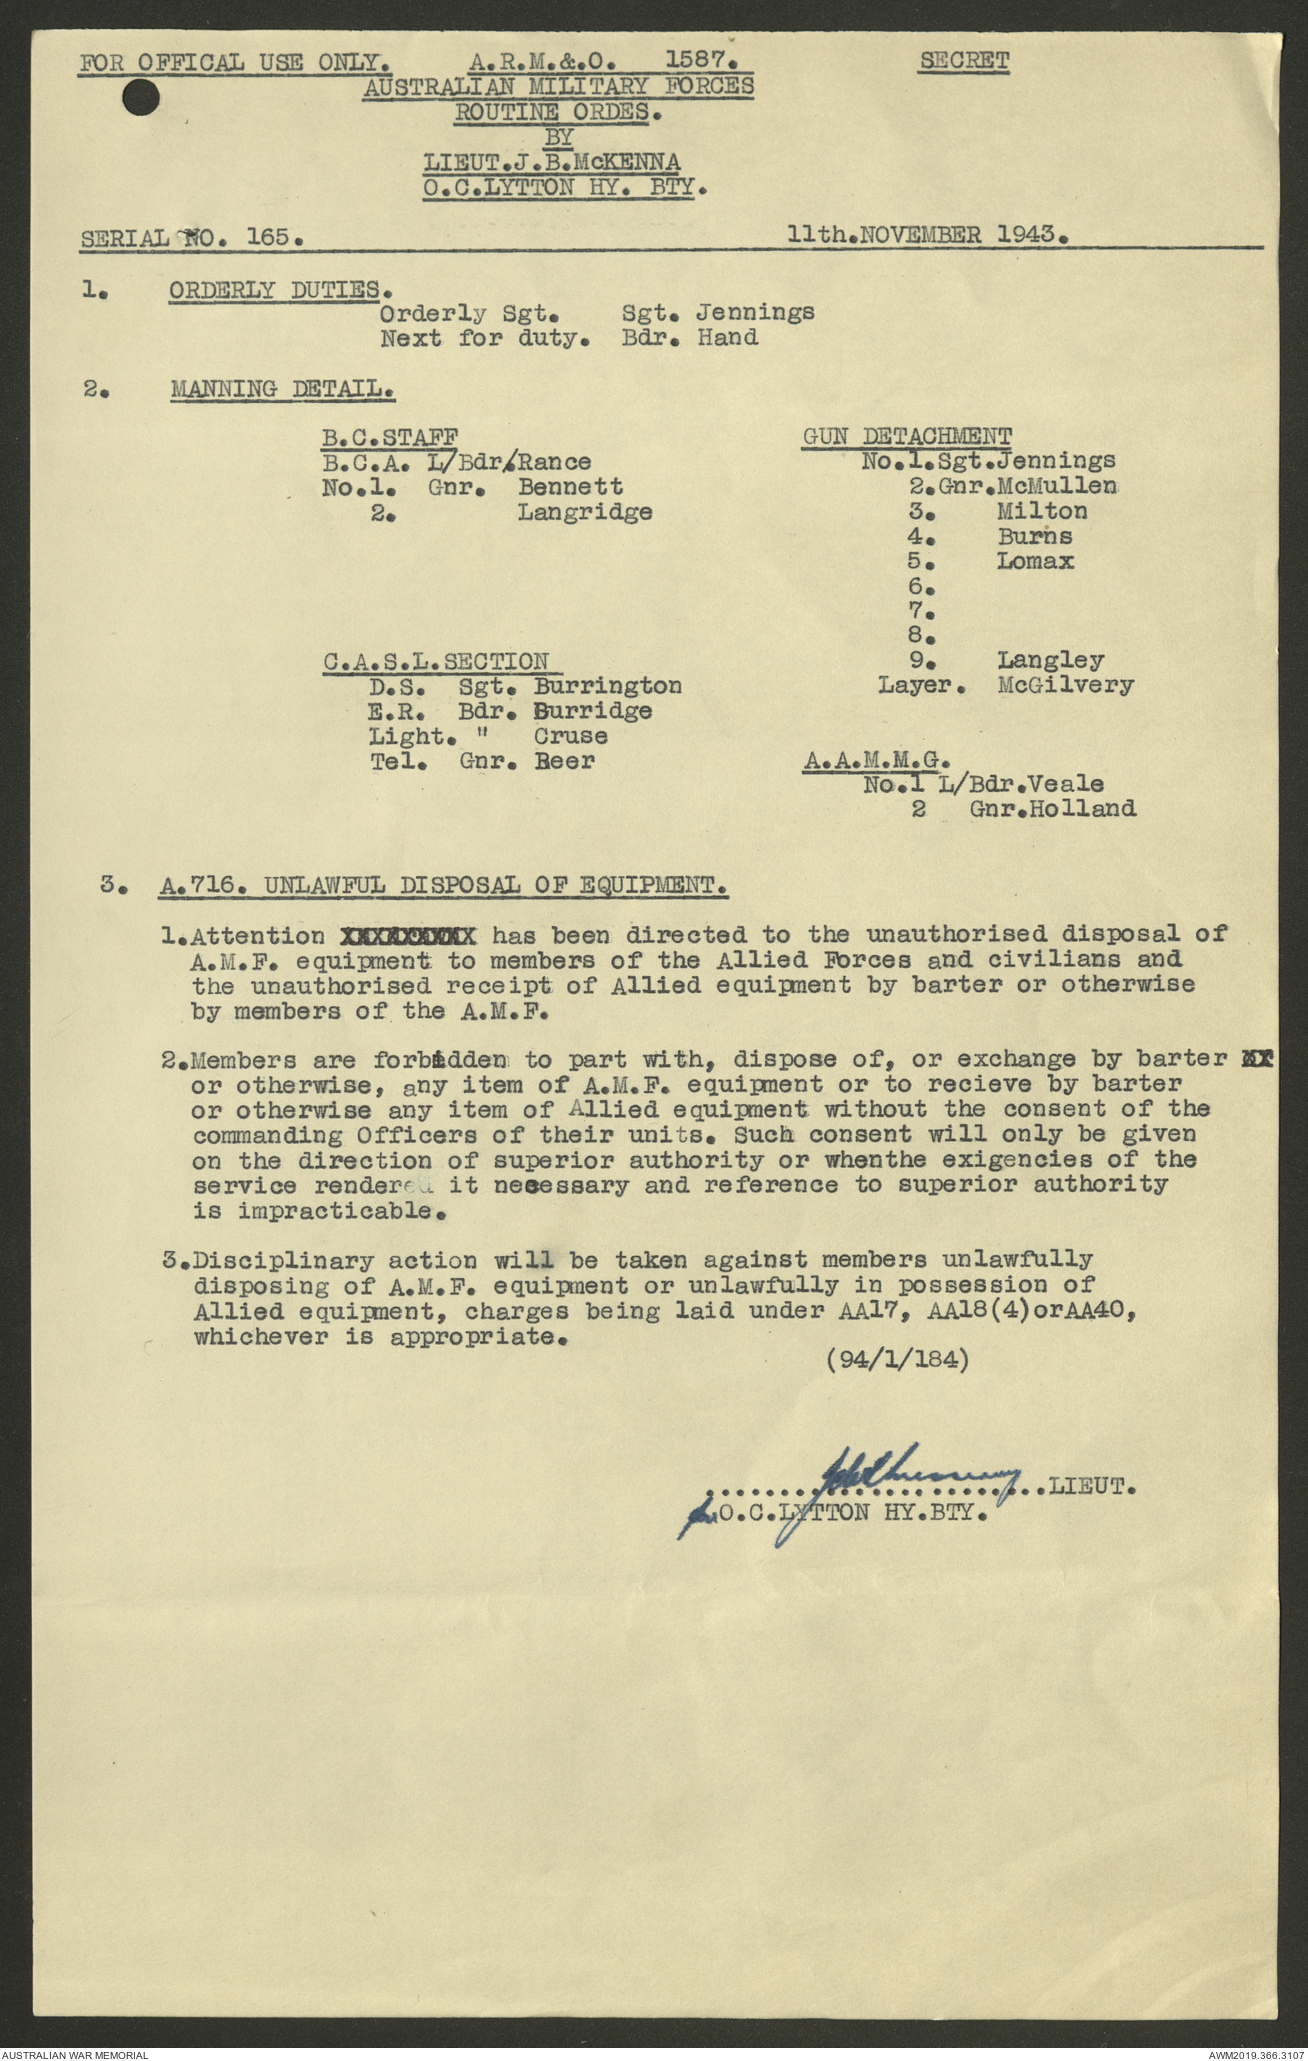 FOR OFFICAL USE ONLY. A.R.M.&.O. 1587. SECRET
AUSTRALIAN MILITARY FORCES
ROUTINE ORDES.
BY
LIEUT.J.B.McKENNA
O.C.LYTTON HY. BTY.
SERIAL NO. 165. 11th.NOVEMBER 1943.
1. ORDERLY DUTIES.
Orderly Sgt. Sgt. Jennings
Next for duty. Bdr. Hand
2. MANNING DETAIL.
B.C.STAFF
B.C.A. L/Bdr.Rance
No.1. Gnr. Bennett
2. Langridge
C.A.S.L.SECTION
D.S. Sgt. Burrington
E.R. Bdr. Burridge
Light. " Cruse
Tel. Gnr. Beer
GUN DETACHMENT
No.1.Sgt.Jennings
2.Gnr.McMullen
3. Milton
4. Burns
5. Lomax
6.
7.
8.
9. Langley
Layer. McGilvery
A.A.M.M.G.
No.1 L/Bdr.Veale
2 Gnr.Holland
3. A.716. UNLAWFUL DISPOSAL OF EQUIPMENT.
1.Attention has been directed to the unauthorised disposal of
A.M.F. equipment to members of the Allied Forces and civilians and
the unauthorised receipt of Allied equipment by barter or otherwise
by members of the A.M.F.
2.Members are forbidden to part with, dispose of, or exchange by barter
or otherwise, any item of A.M.F. equipment or to recieve by barter
or otherwise any item of Allied equipment without the consent of the
commanding Officers of their units. Such consent will only be given
on the direction of superior authority or whenthe exigencies of the
service rendered it necessary and reference to superior authority
is impracticable.
3.Disciplinary action will be taken against members unlawfully
disposing of A.M.F. equipment or unlawfully in possession of
Allied equipment, charges being laid under AA17, AA18(4)orAA40,
whichever is appropriate.
(94/1/184)
.......................LIEUT.
O.C.LYTTON HY.BTY.
AUSTRALIAN WAR MEMORIAL AWM2019.366.3107